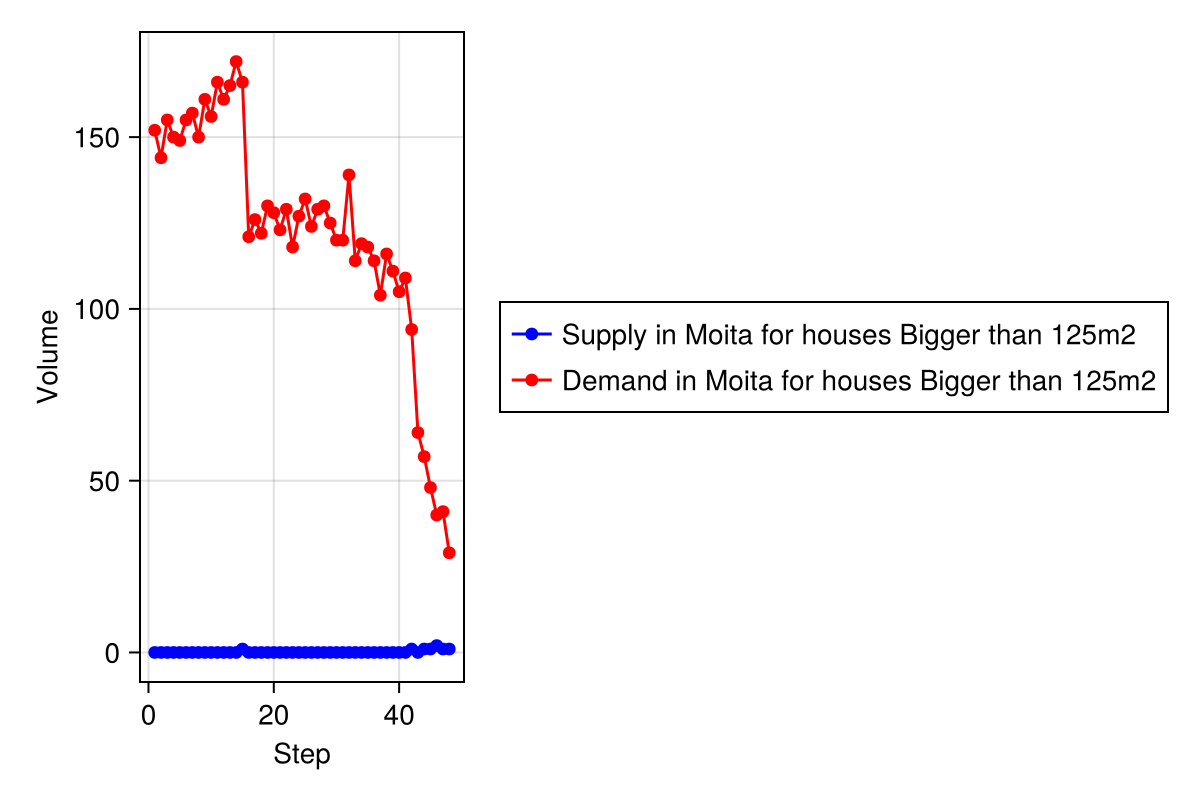 Volume
150
100
50
0
0 20 40
Step
Supply in Moita for houses Bigger than 125m2
Demand in Moita for houses Bigger than 125m2